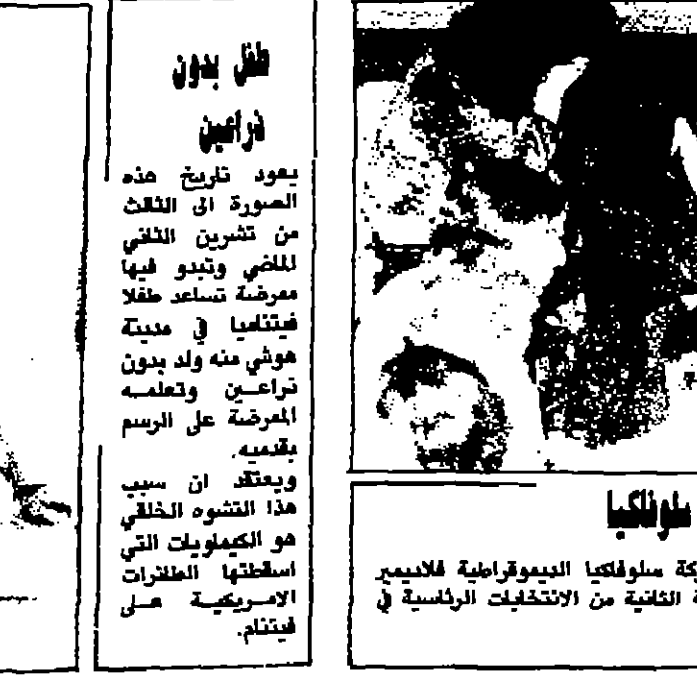 طفل بدون
ذراعين
يعود تاريخ هذه
الصورة الى الثالث
من تشرين الثاني
الماضي وتبدو فيها
ممرضة تساعد طفلا
فيتناميا في مدينة
هوشي منه ولد بدون
ذراعين وتعلمه
الممرضة على الرسم
بقدميه.
ويعتقد ان سبب
هذا التشوه الخلقي
هو الكيماويات التي
اسقطتها الطائرات
الامريكية على
فيتنام.
سلوفاكيا
كة سلوفاكيا الديموقراطية فلاديمير
ة الثانية من الانتخابات الرئاسية في